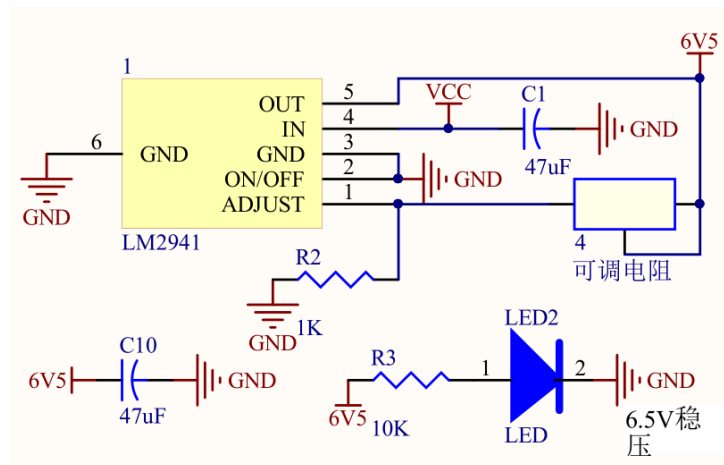 6V5
1
OUT 5
VCC
C1
IN 4
GND
6
GND
GND 3
47uF
ON/OFF 2
GND
ADJUST 1
GND
LM2941
4
可调电阻
R2
1K
GND
LED2
C10
R3
1
2
6V5
GND
GND
47uF
6V5
10K
LED
6.5V稳
压